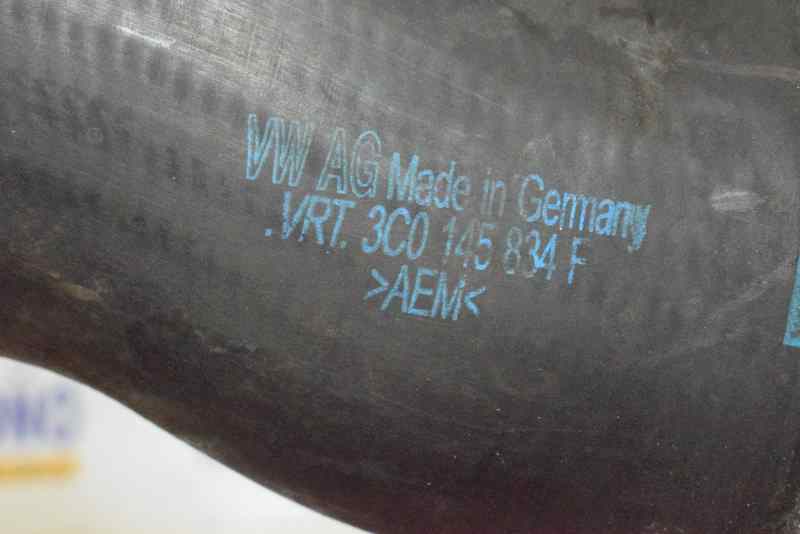 VW AG Made in Germany
.VRT. 3C0 145 834 F
>AEM<